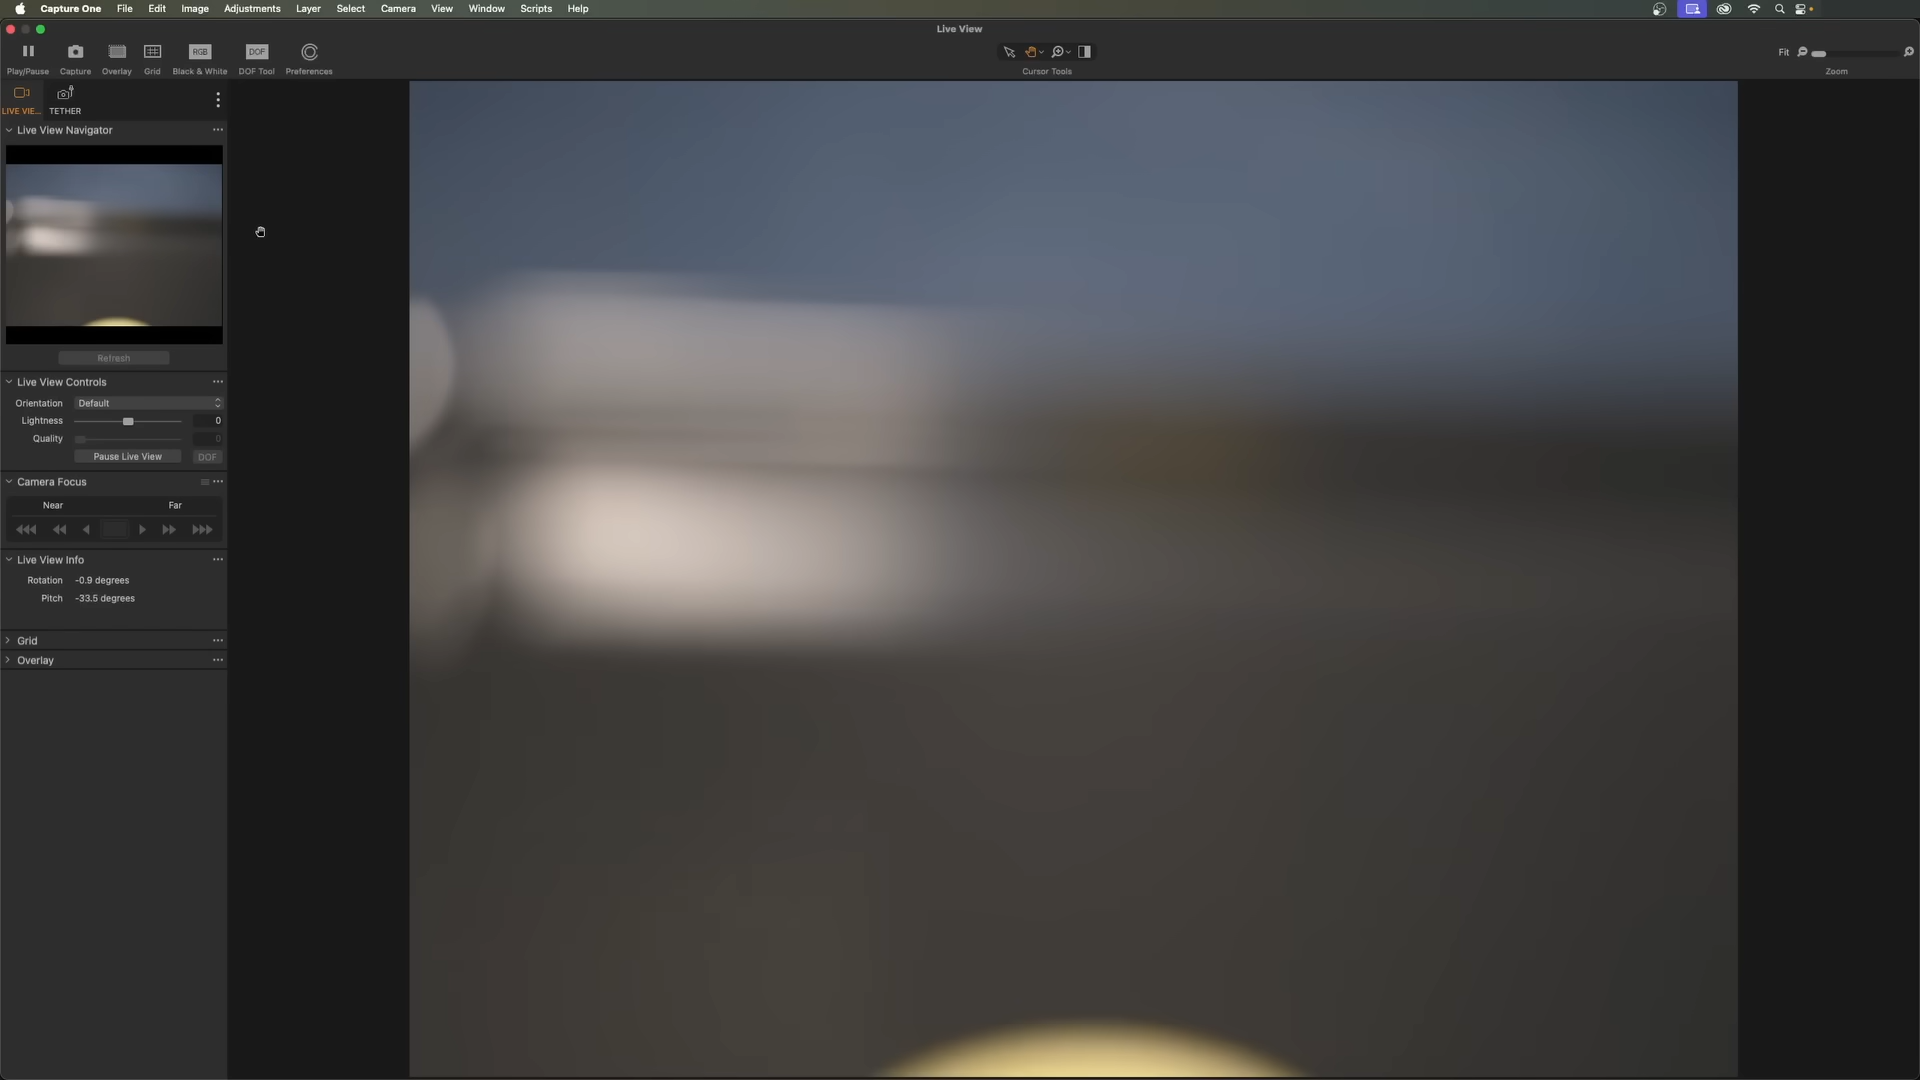 Capture One File Edit Image Adjustments Layer Select Camera View Window Scripts Help
Live View
Play/Pause Capture Overlay Grid RGB Black & White DOF DOF Tool Preferences
Cursor Tools
Fit
Zoom
LIVE VIE... TETHER
Live View Navigator
Refresh
Live View Controls
Orientation Default
Lightness 0
Quality 0
Pause Live View DOF
Camera Focus
Near Far
Live View Info
Rotation -0.9 degrees
Pitch -33.5 degrees
Grid
Overlay